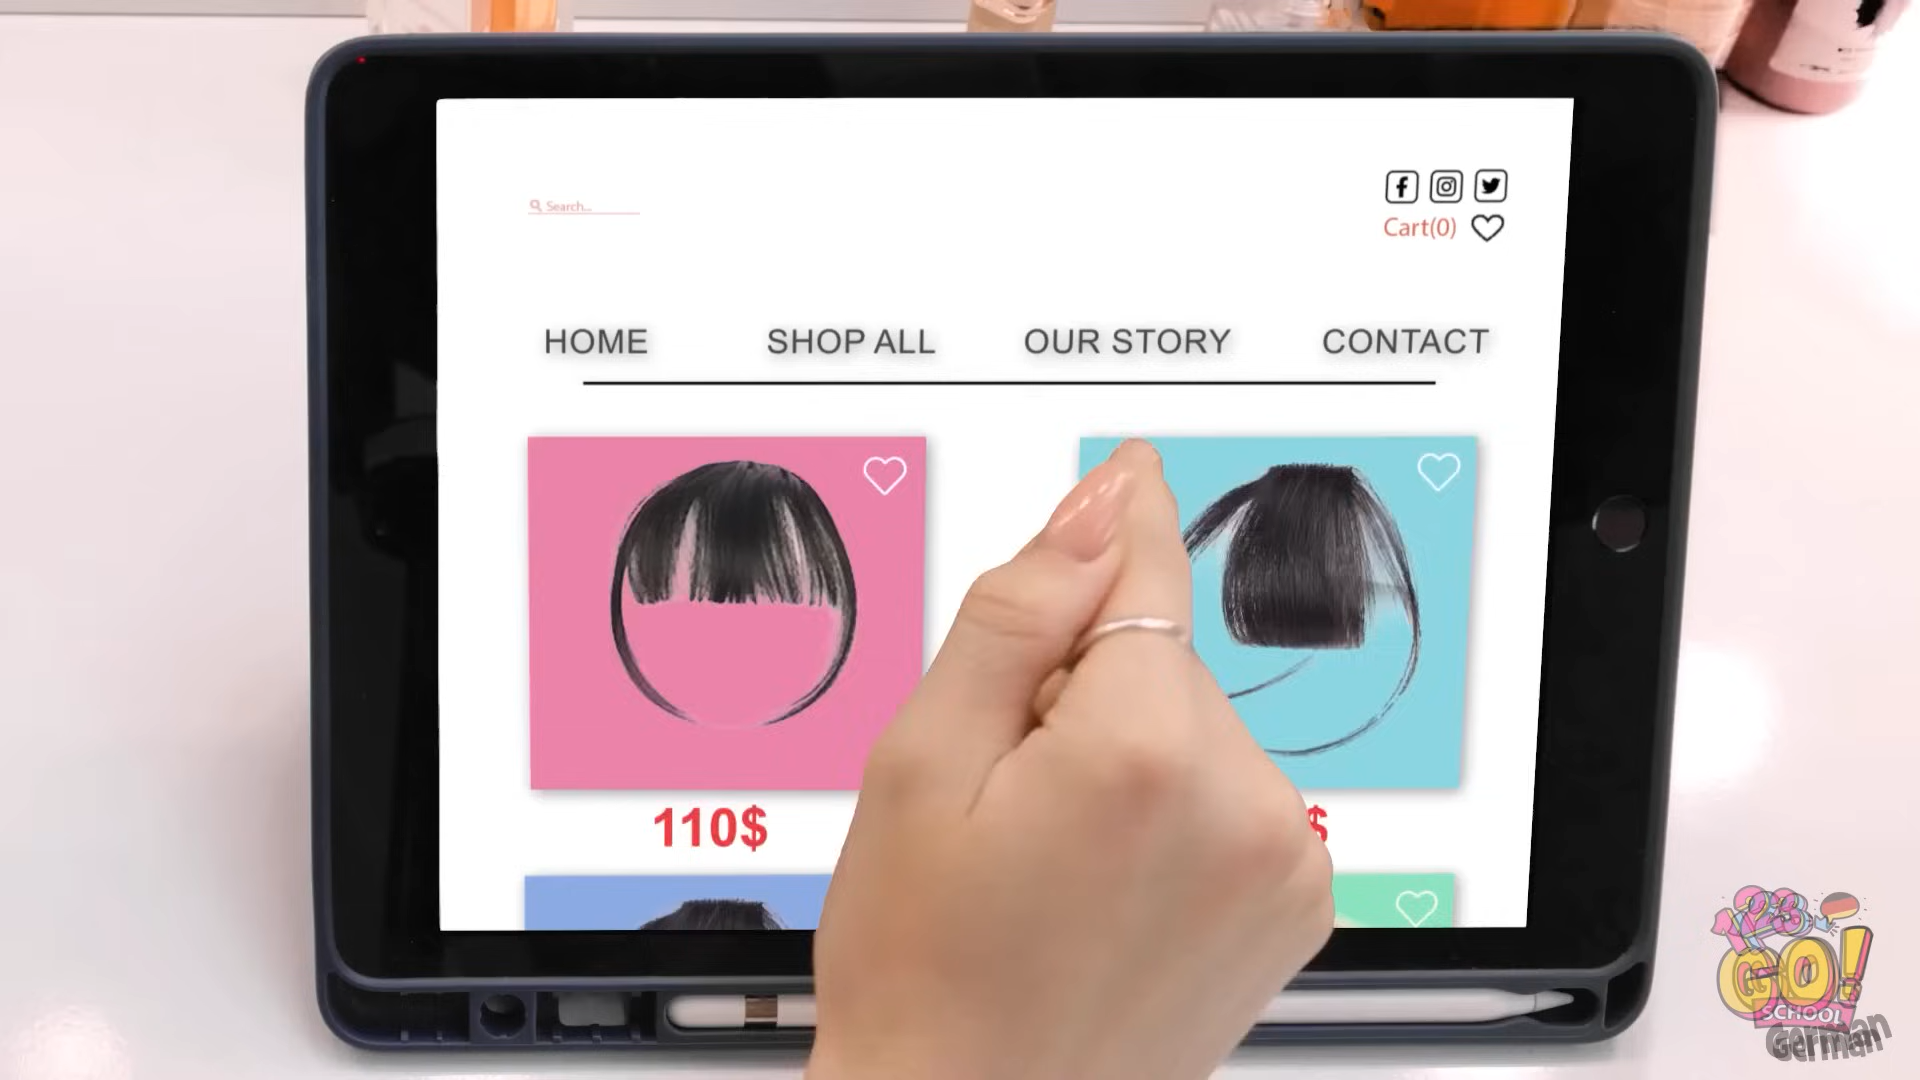 Search...
Cart(0)
HOME SHOP ALL OUR STORY CONTACT
110$
$
123
GO!
SCHOOL
German